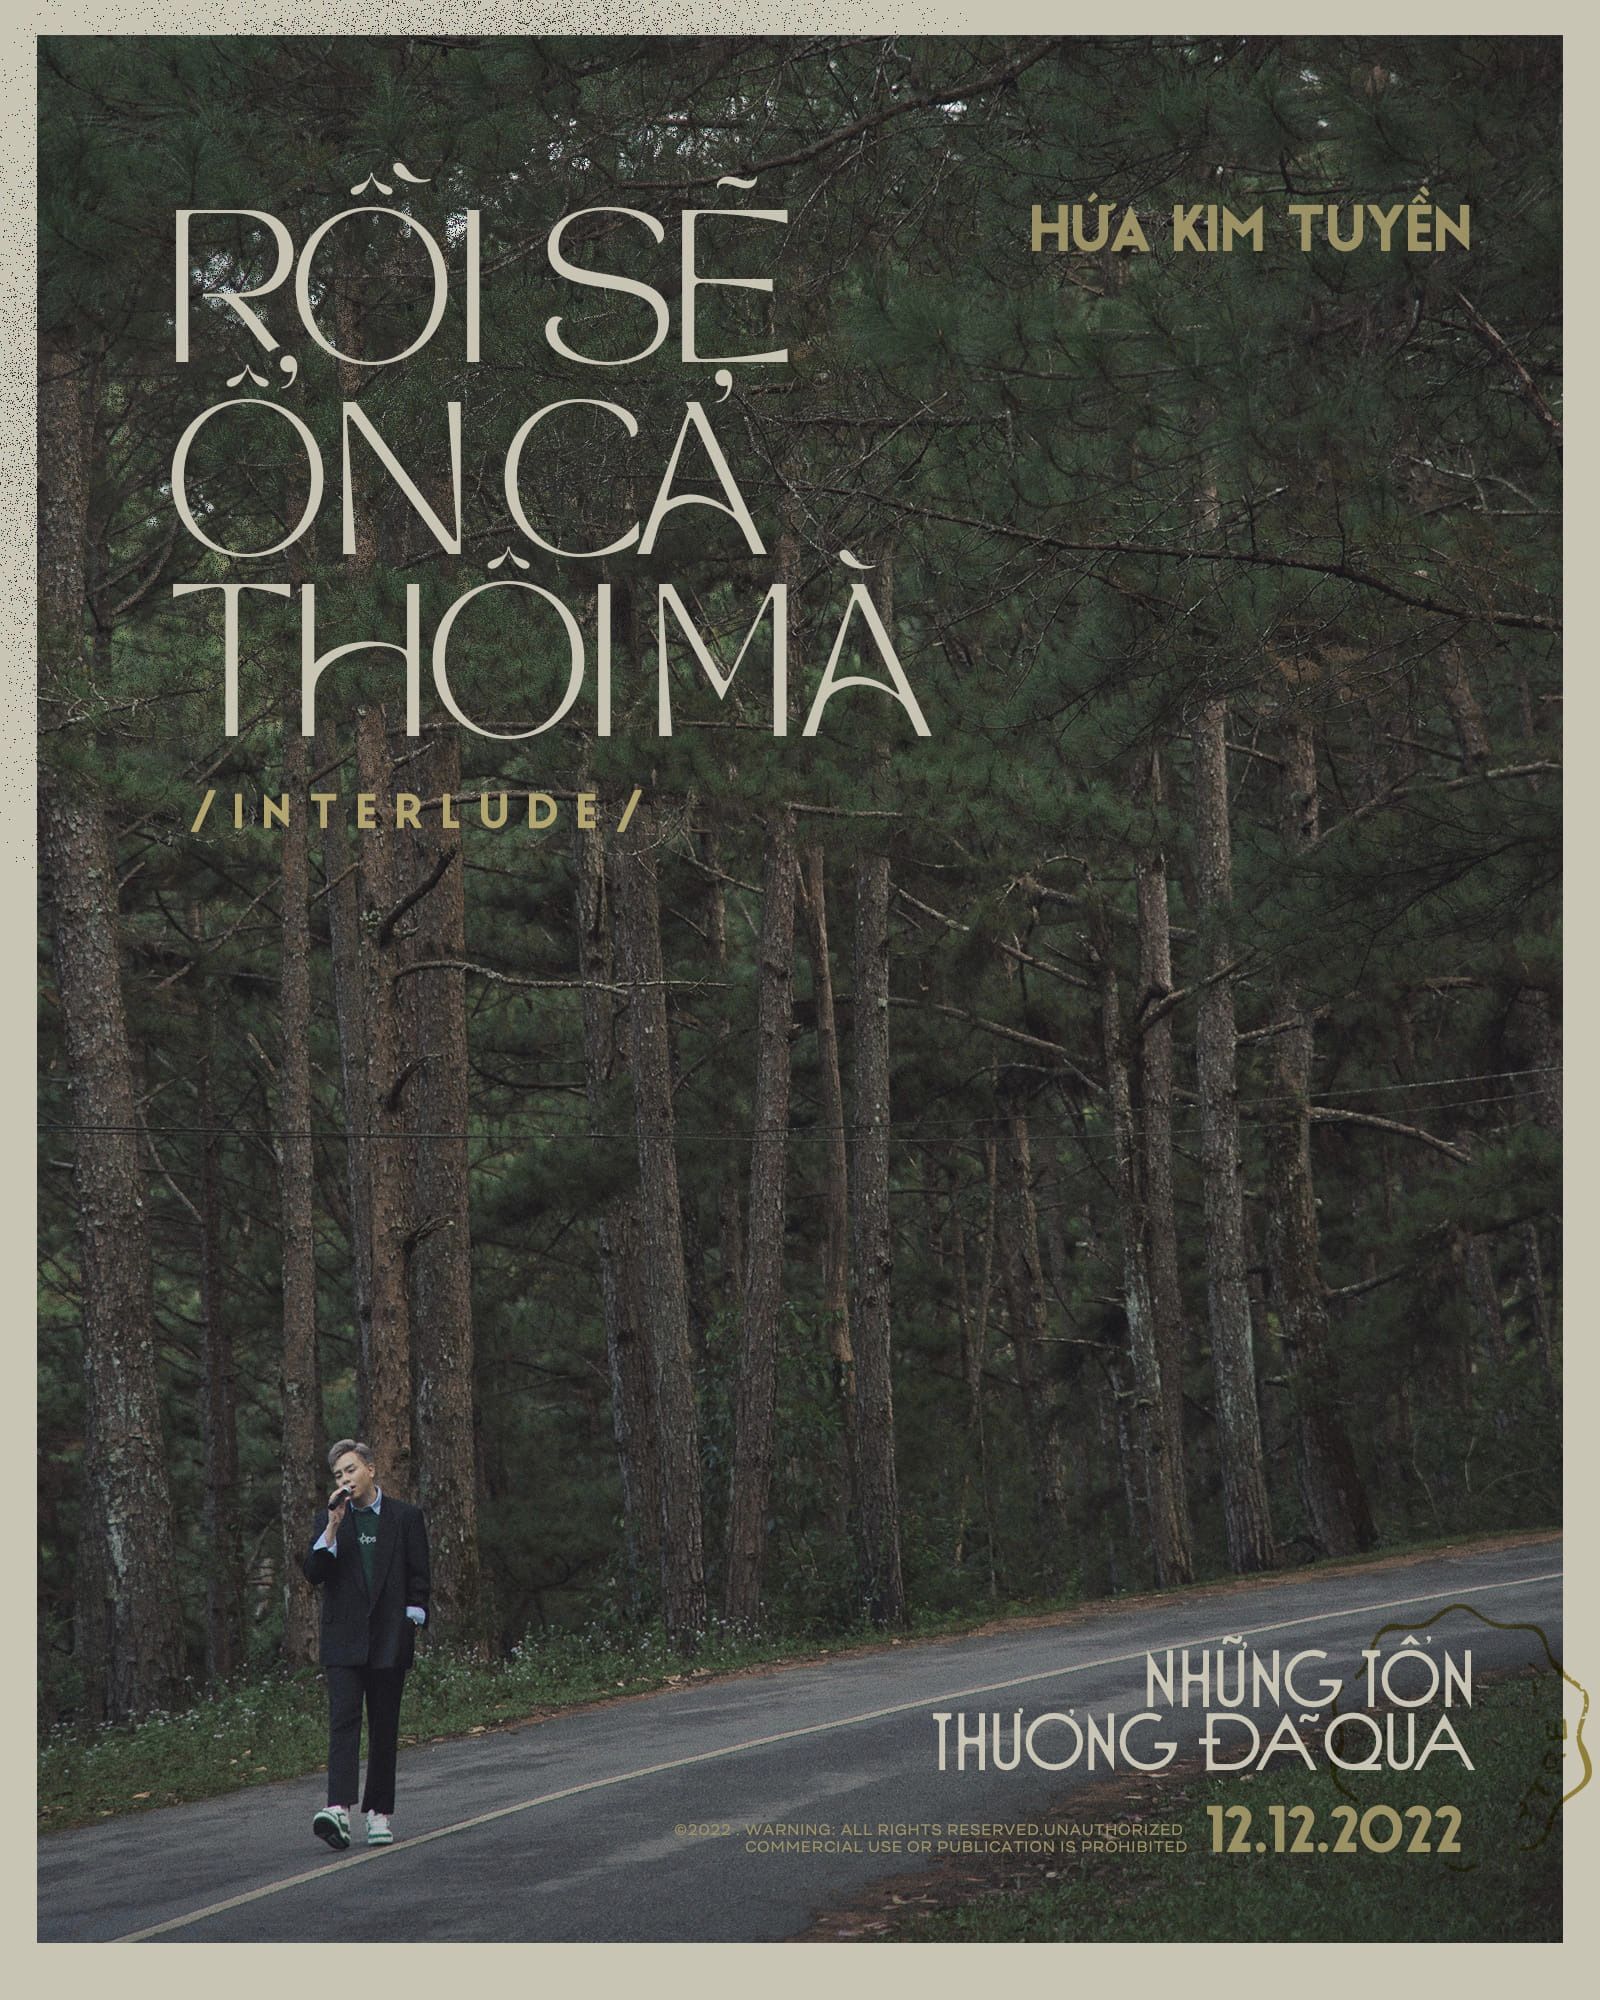 RỒI SẼ
ỔN CẢ
THÔI MÀ
/INTERLUDE/
HỨA KIM TUYỀN
NHỮNG TỔN
THƯƠNG ĐÃ QUA
12.12.2022
©2022 . WARNING: ALL RIGHTS RESERVED.UNAUTHORIZED
COMMERCIAL USE OR PUBLICATION IS PROHIBITED